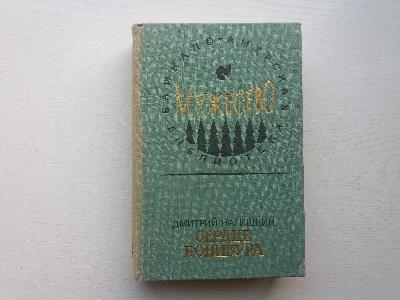 БАЙКАЛО-АМУРСКАЯ
МУЖЕСТВО
БИБЛИОТЕКА
ДМИТРИЙ НАГИШКИН
СЕРДЦЕ
БОНИВУРА